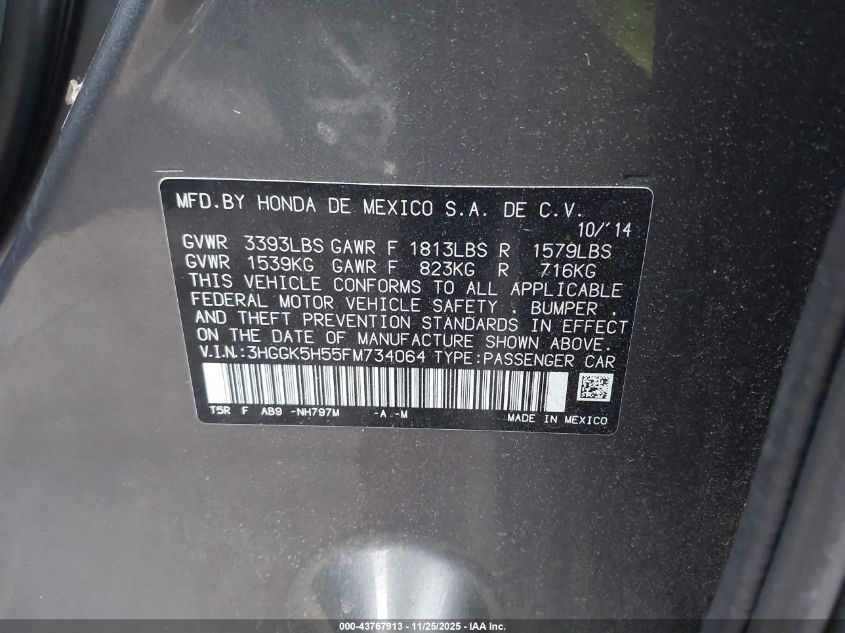 MFD.BY HONDA DE MEXICO S.A. DE C.V.
10/'14
GVWR 3393LBS GAWR F 1813LBS R 1579LBS
GVWR 1539KG GAWR F 823KG R 716KG
THIS VEHICLE CONFORMS TO ALL APPLICABLE
FEDERAL MOTOR VEHICLE SAFETY , BUMPER ,
AND THEFT PREVENTION STANDARDS IN EFFECT
ON THE DATE OF MANUFACTURE SHOWN ABOVE.
V.I.N.:3HGGK5H55FM734064 TYPE:PASSENGER CAR
T5R F AB9 -NH797M -A -M MADE IN MEXICO
000-43767913 - 11/25/2025 - IAA Inc.